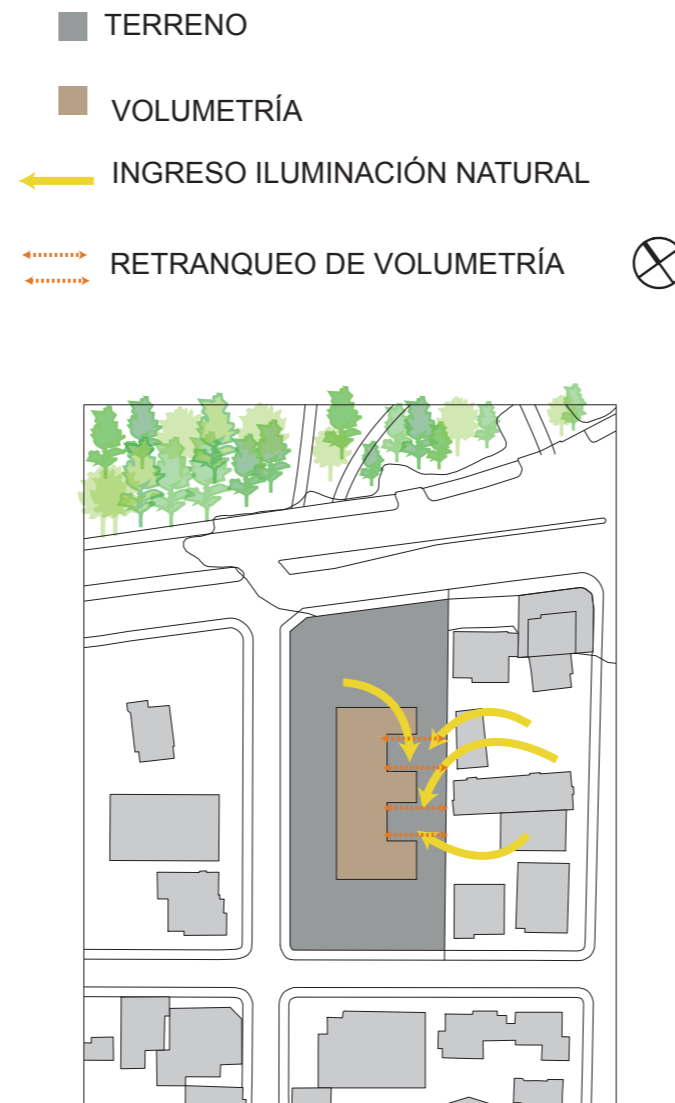 TERRENO
VOLUMETRÍA
INGRESO ILUMINACIÓN NATURAL
RETRANQUEO DE VOLUMETRÍA